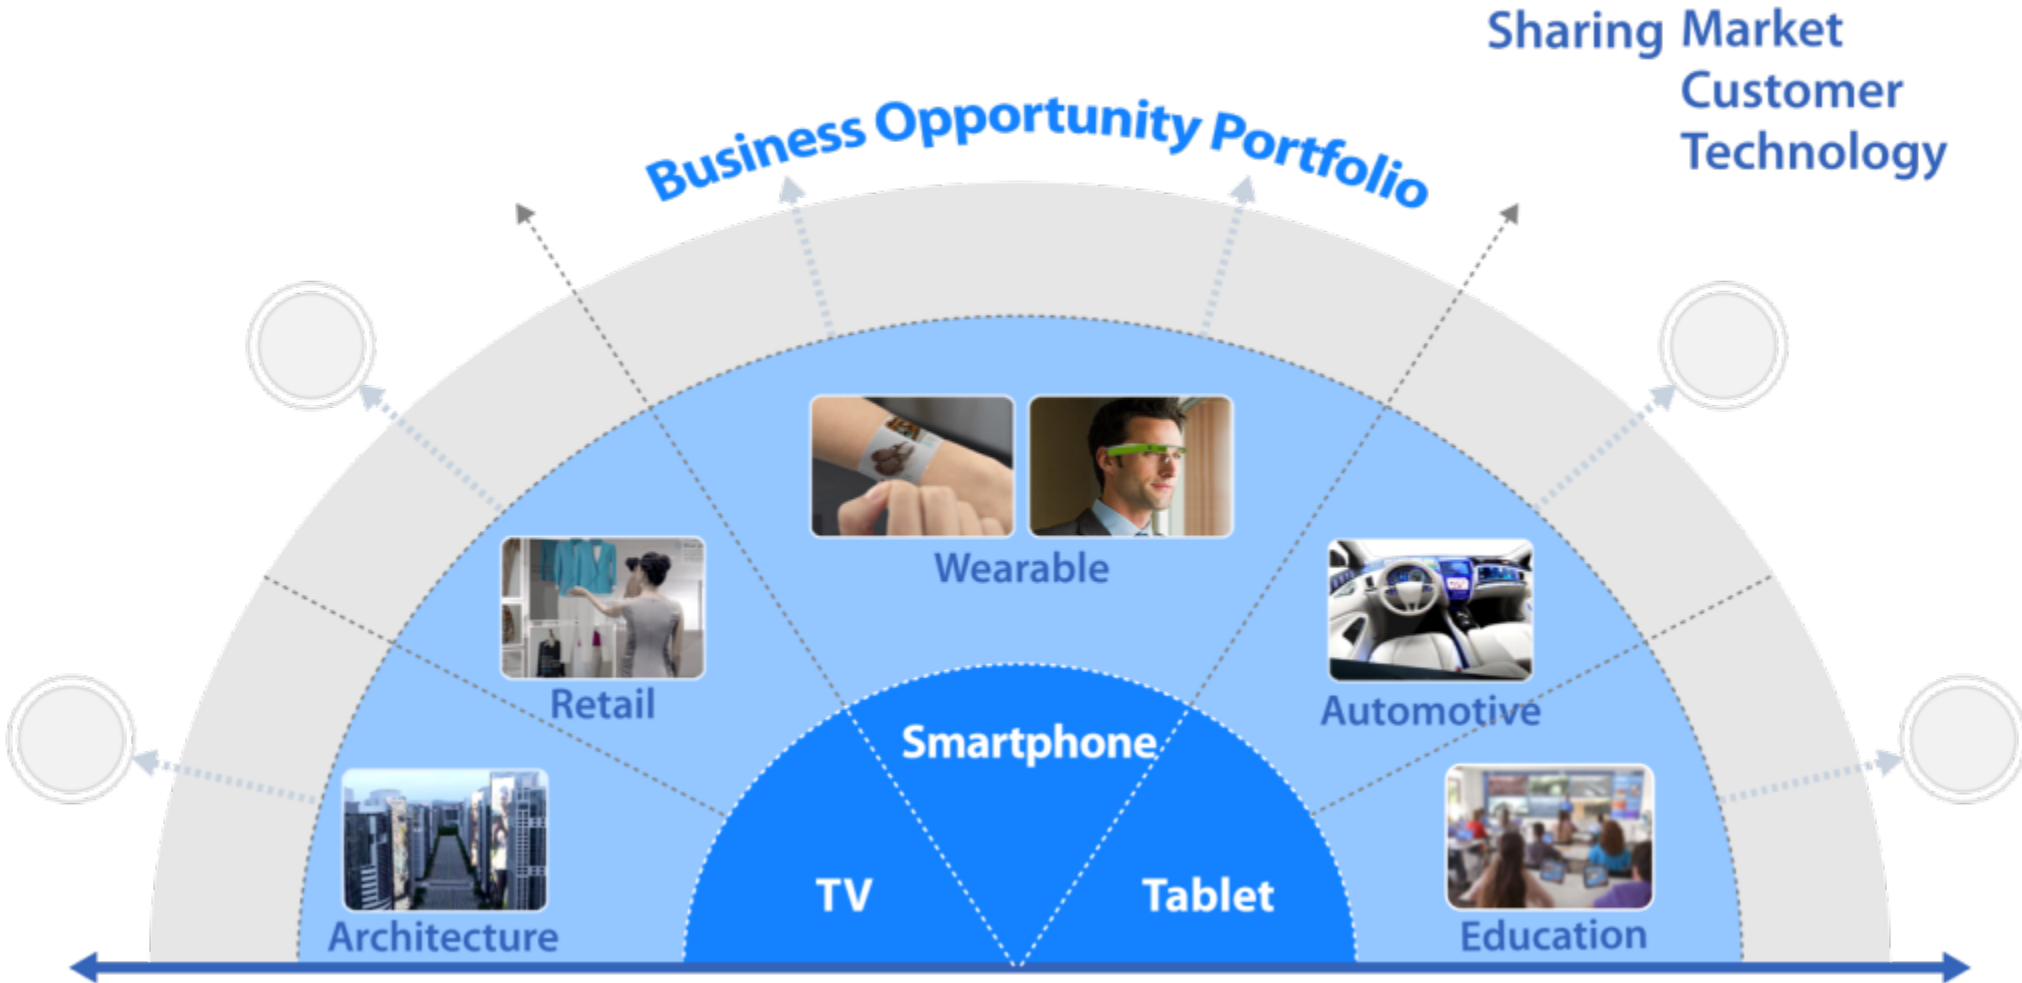 Sharing Market
Customer
Technology
Business Opportunity Portfolio
Wearable
Retail
Automotive
Smartphone
TV
Tablet
Architecture
Education